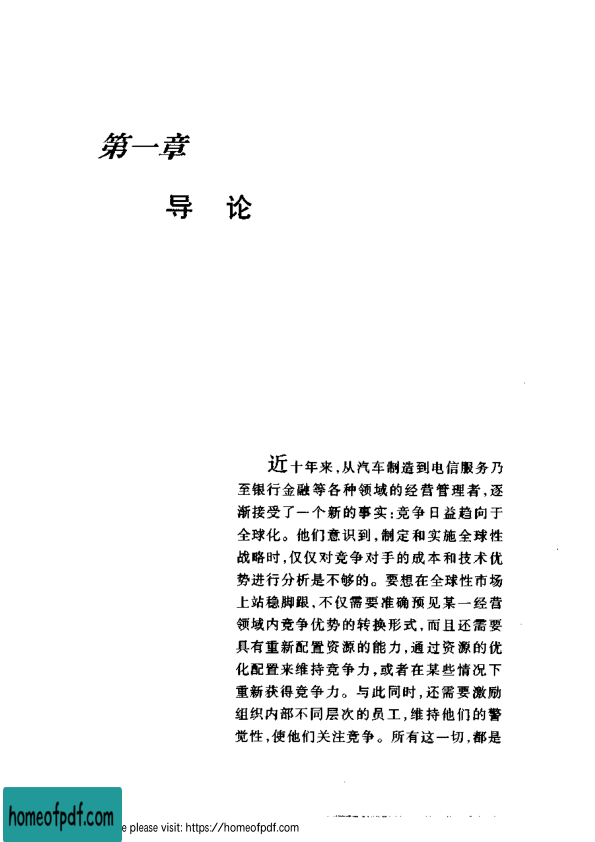 第一章
导 论
近十年来,从汽车制造到电信服务乃
至银行金融等各种领域的经营管理者,逐
渐接受了一个新的事实:竞争日益趋向于
全球化。他们意识到,制定和实施全球性
战略时,仅仅对竞争对手的成本和技术优
势进行分析是不够的。要想在全球性市场
上站稳脚跟,不仅需要准确预见某一经营
领域内竞争优势的转换形式,而且还需要
具有重新配置资源的能力,通过资源的优
化配置来维持竞争力,或者在某些情况下
重新获得竞争力。与此同时,还需要激励
组织内部不同层次的员工,维持他们的警
觉性,使他们关注竞争。所有这一切,都是
homeofpdf.com
please visit: https://homeofpdf.com